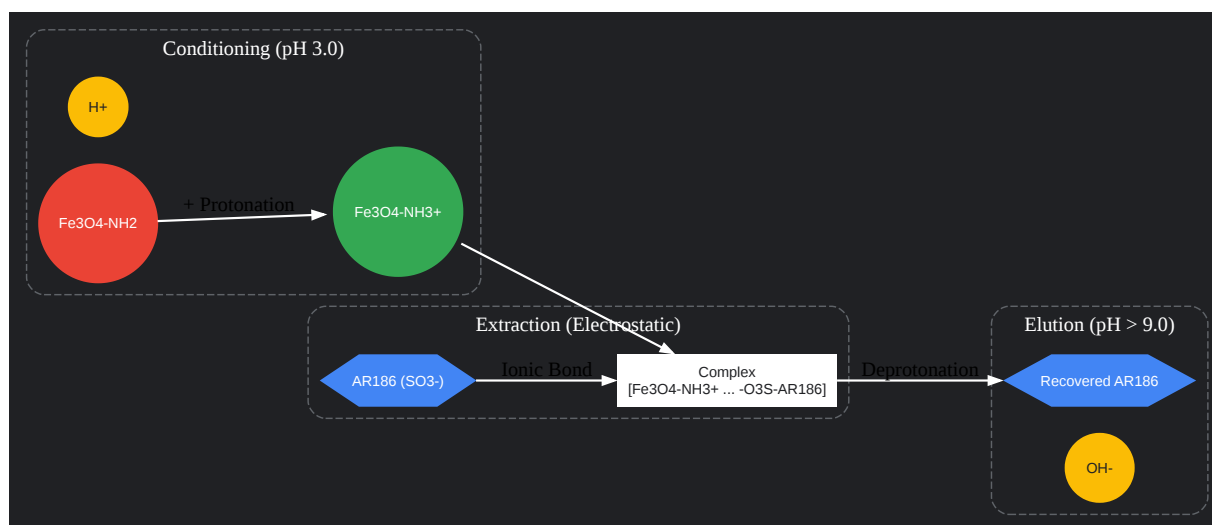 Conditioning (pH 3.0)
H+
Fe3O4-NH2
+ Protonation
Fe3O4-NH3+
Extraction (Electrostatic)
AR186 (SO3-)
Ionic Bond
Complex
[Fe3O4-NH3+ ... -O3S-AR186]
Deprotonation
Elution (pH > 9.0)
Recovered AR186
OH-